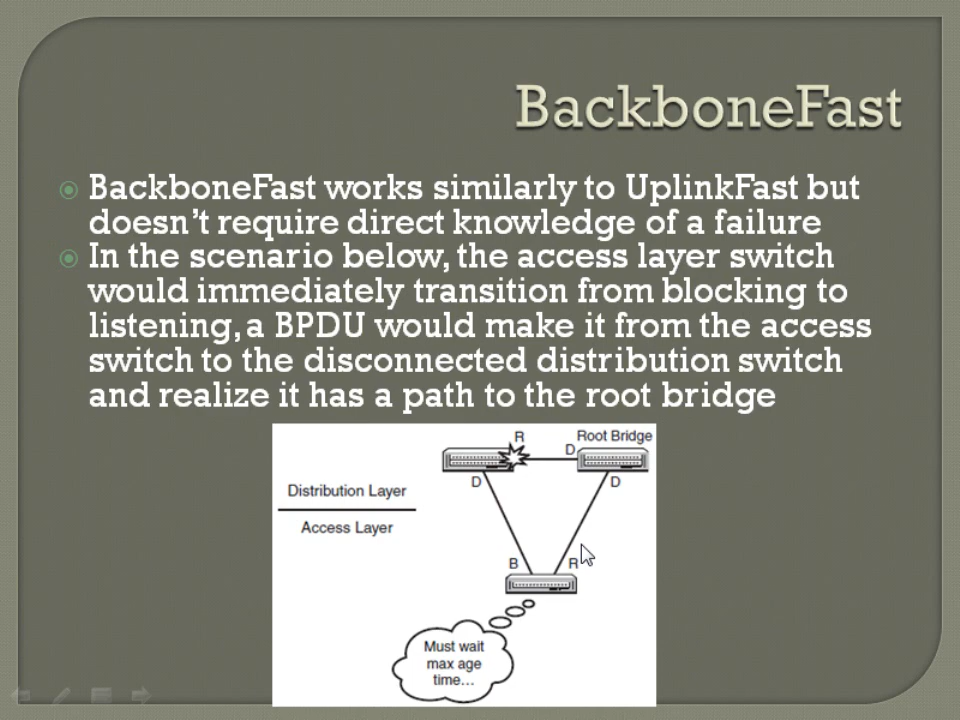 BackboneFast
BackboneFast works similarly to UplinkFast but
doesn't require direct knowledge of a failure
In the scenario below, the access layer switch
would immediately transition from blocking to
listening, a BPDU would make it from the access
switch to the disconnected distribution switch
and realize it has a path to the root bridge
R
Root Bridge
D
D
D
Distribution Layer
Access Layer
B
R
Must wait
max age
time...